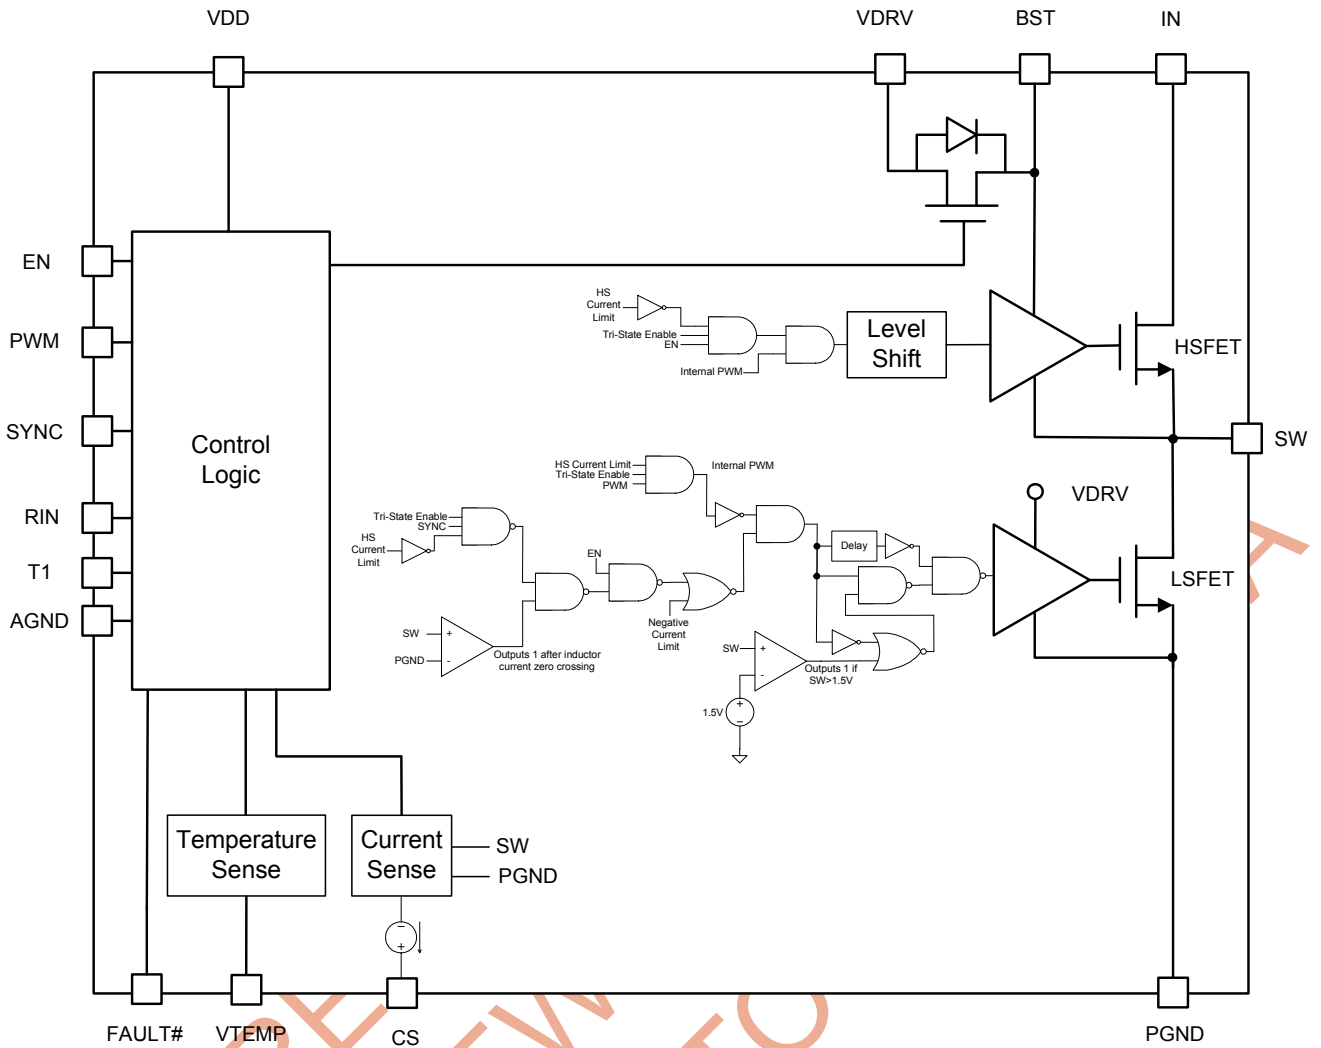 VDD
VDRV
BST
IN
EN
PWM
SYNC
RIN
T1
AGND
Control
Logic
HS
Current
Limit
Tri-State Enable
EN
Internal PWM
Level
Shift
HSFET
SW
HS Current Limit
Tri-State Enable
PWM
Internal PWM
Tri-State Enable
SYNC
HS
Current
Limit
EN
Delay
VDRV
LSFET
SW
+
PGND
-
Outputs 1 after inductor
current zero crossing
Negative
Current
Limit
SW
+
-
Outputs 1 if
SW>1.5V
1.5V
+
−
Temperature
Sense
Current
Sense
SW
PGND
−
+
FAULT#
VTEMP
CS
PGND